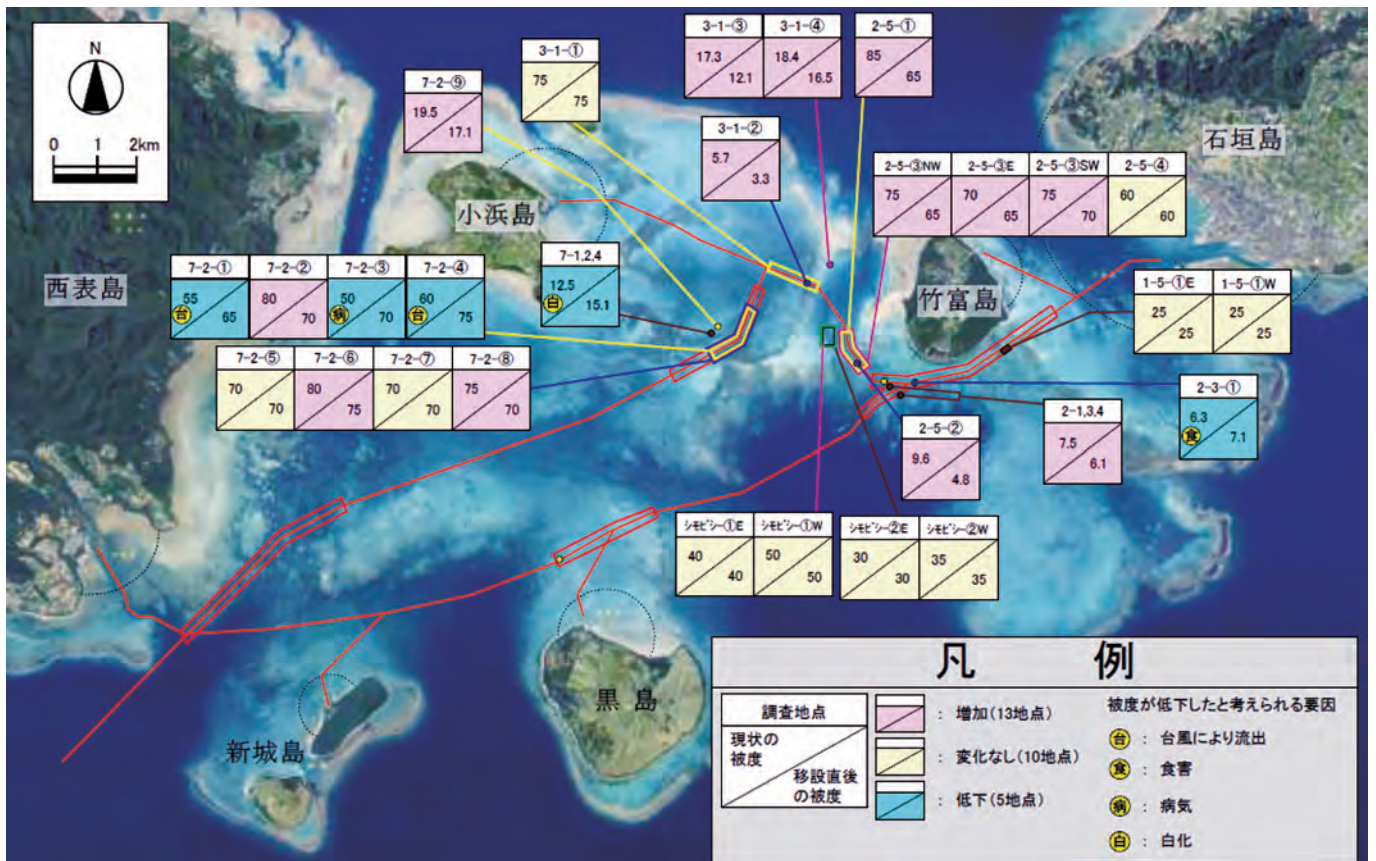 N
0 1 2km
3-1-①
75
75
7-2-⑨
19.5
17.1
3-1-③ 3-1-④
17.3 18.4
12.1 16.5
2-5-①
85
65
3-1-②
5.7
3.3
石垣島
2-5-③NW 2-5-③E 2-5-③SW 2-5-④
75 70 75 60
65 65 70 60
小浜島
西表島
竹富島
7-2-① 7-2-② 7-2-③ 7-2-④
55 80 50 60
台 病 台
65 70 70 75
7-1,2,4
12.5
白
15.1
1-5-①E 1-5-①W
25 25
25 25
7-2-⑤ 7-2-⑥ 7-2-⑦ 7-2-⑧
70 80 70 75
70 75 70 70
2-3-①
6.3
食
7.1
2-1,3,4
7.5
6.1
2-5-②
9.6
4.8
ｼﾓﾋﾞｼｰ①E ｼﾓﾋﾞｼｰ①W
40 50
40 50
ｼﾓﾋﾞｼｰ②E ｼﾓﾋﾞｼｰ②W
30 35
30 35
黒島
新城島
凡例
調査地点
現状の
被度
移設直後
の被度
：増加(13地点)
：変化なし(10地点)
：低下(5地点)
被度が低下したと考えられる要因
台：台風により流出
食：食害
病：病気
白：白化